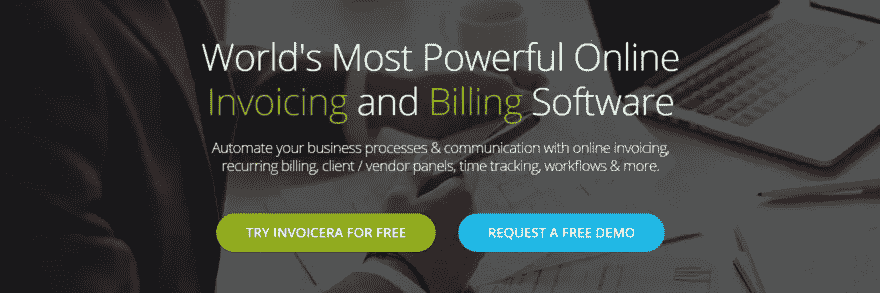 World's Most Powerful Online
Invoicing and Billing Software
Automate your business processes & communication with online invoicing,
recurring billing, client / vendor panels, time tracking, workflows & more.
TRY INVOICERA FOR FREE
REQUEST A FREE DEMO